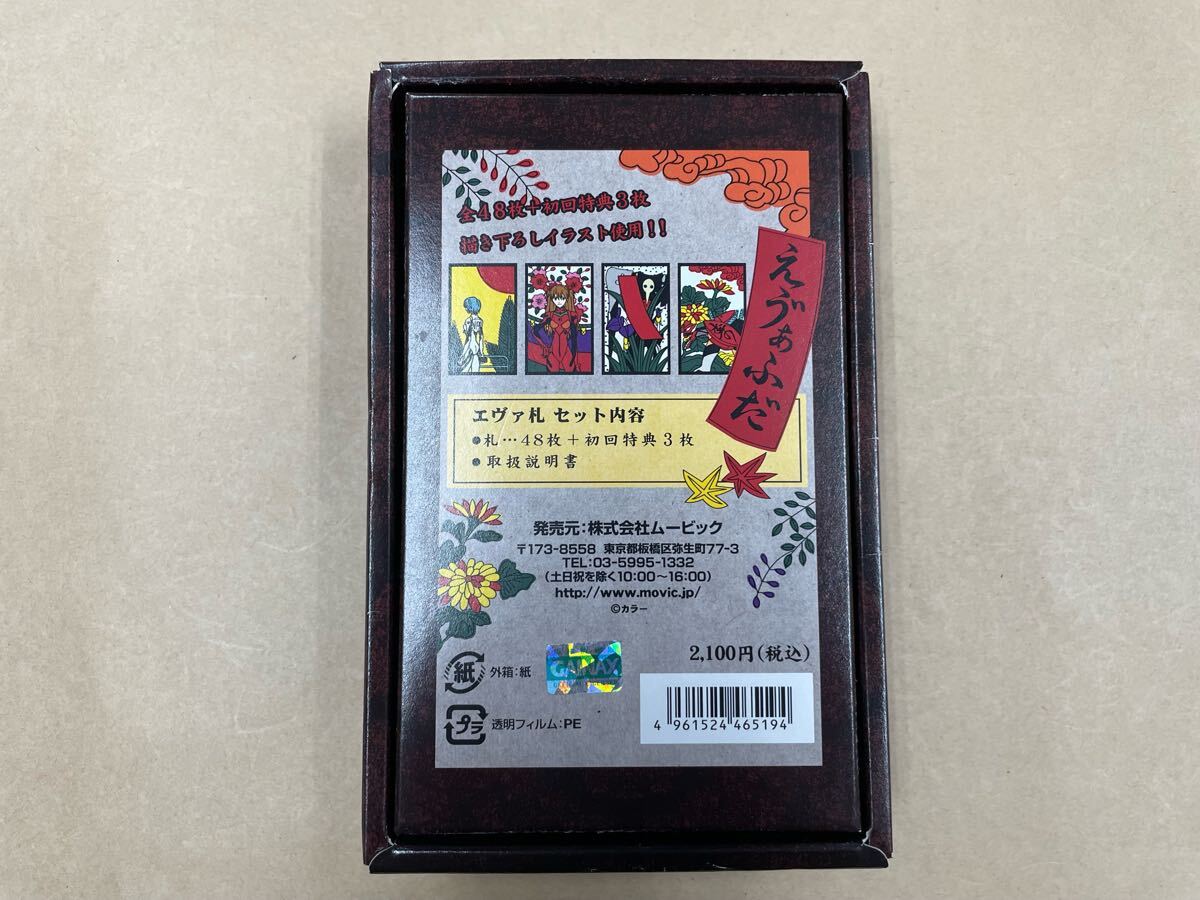 全48枚+初回特典3枚
描き下ろしイラスト使用!!
えゔぁふだ
エヴァ札 セット内容
●札…48枚+初回特典3枚
●取扱説明書
発売元:株式会社ムービック
〒173-8558 東京都板橋区弥生町77-3
TEL:03-5995-1332
(土日祝を除く10:00~16:00)
http://www.movic.jp/
©カラー
2,100円(税込)
紙 外箱:紙
GAINAX
プラ 透明フィルム:PE
4 961524 465194